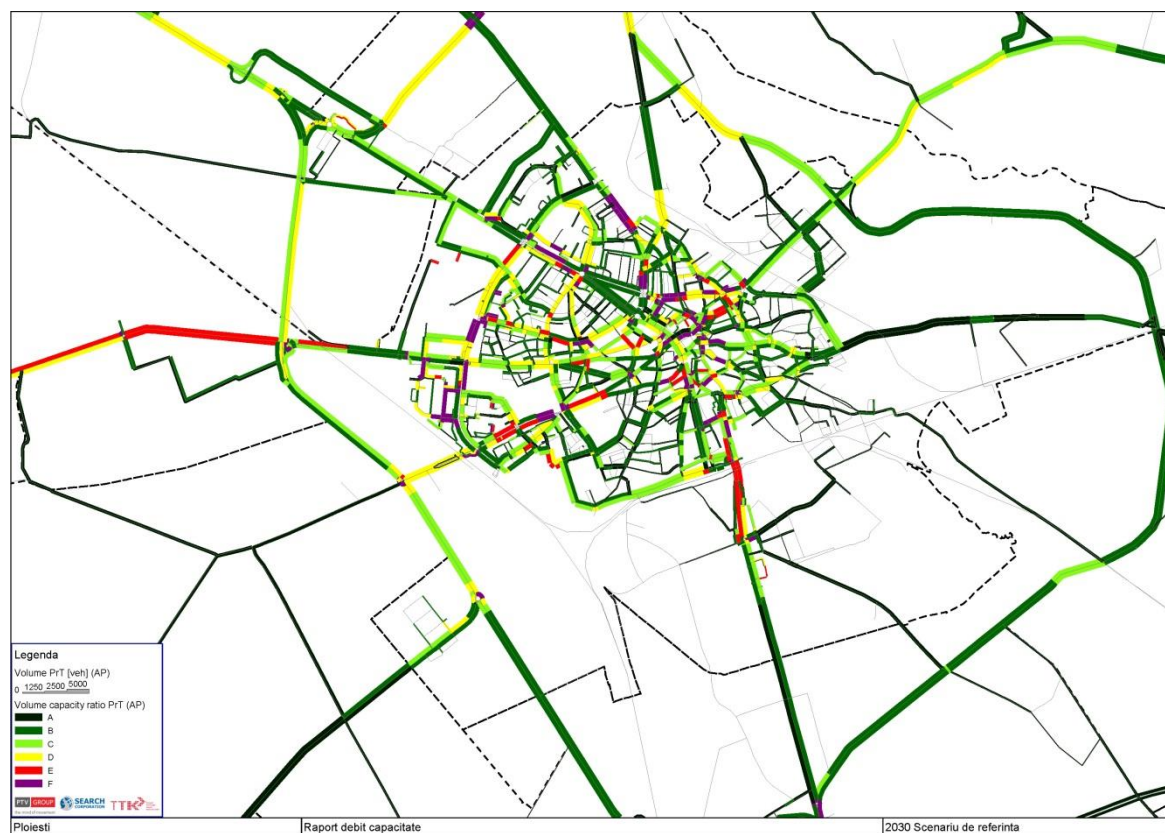 Legenda
Volume PrT [veh] (AP)
0 1250 2500 5000
Volume capacity ratio PrT (AP)
A
B
C
D
E
F
PTV GROUP
SEARCH CORPORATION
TTK
Ploiesti
Raport debit capacitate
2030 Scenariu de referinta